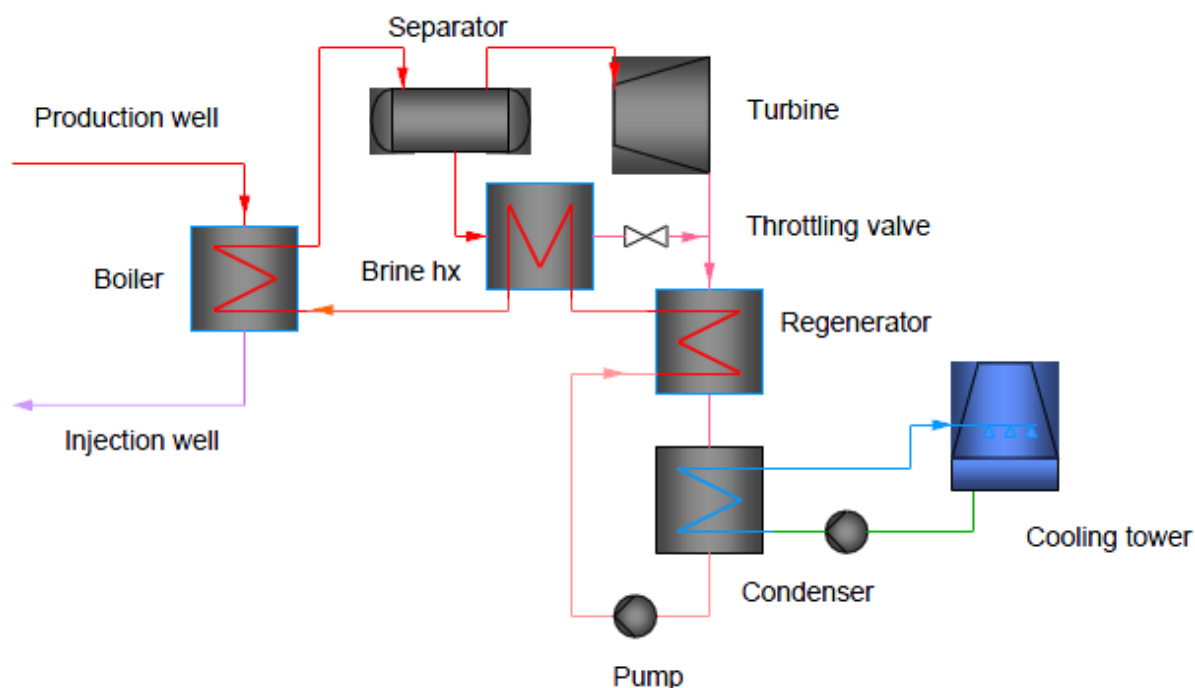 Separator
Production well
Turbine
Throttling valve
Boiler
Brine hx
Regenerator
Injection well
Cooling tower
Condenser
Pump